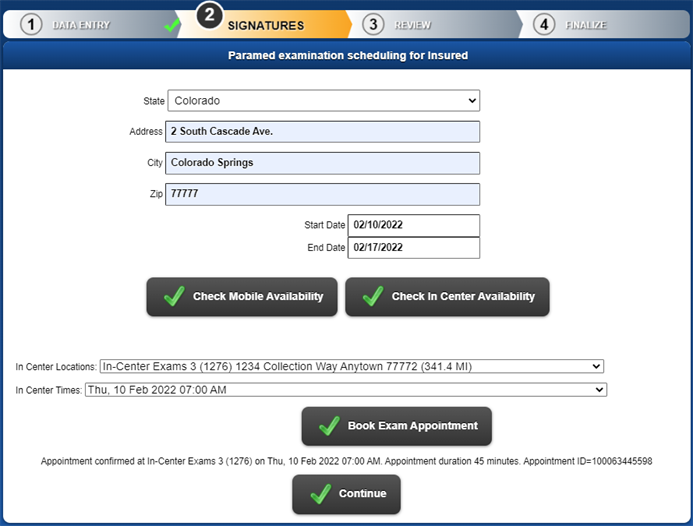 1 DATA ENTRY 2 SIGNATURES 3 REVIEW 4 FINALIZE
Paramed examination scheduling for Insured
State Colorado
Address 2 South Cascade Ave.
City Colorado Springs
Zip 77777
Start Date 02/10/2022
End Date 02/17/2022
Check Mobile Availability Check In Center Availability
In Center Locations: In-Center Exams 3 (1276) 1234 Collection Way Anytown 77772 (341.4 MI)
In Center Times: Thu, 10 Feb 2022 07:00 AM
Book Exam Appointment
Appointment confirmed at In-Center Exams 3 (1276) on Thu, 10 Feb 2022 07:00 AM. Appointment duration 45 minutes. Appointment ID=100063445598
Continue